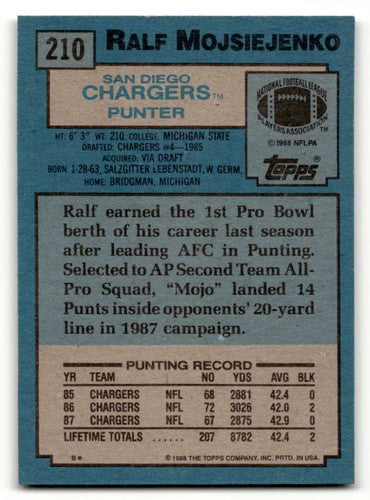 210 RALF MOJSIEJENKO
SAN DIEGO
CHARGERS™
PUNTER
NATIONAL FOOTBALL LEAGUE
PLAYERS ASSOCIATION™
©1988 NFLPA
TOPPS®
HT: 6' 3" WT: 210 COLLEGE: MICHIGAN STATE
DRAFTED: CHARGERS #4—1985
ACQUIRED: VIA DRAFT
BORN: 1-28-63, SALZGITTER LEBENSTADT, W. GERM.
HOME: BRIDGMAN, MICHIGAN
Ralf earned the 1st Pro Bowl
berth of his career last season
after leading AFC in Punting.
Selected to AP Second Team All-
Pro Squad, “Mojo” landed 14
Punts inside opponents' 20-yard
line in 1987 campaign.
PUNTING RECORD
YR TEAM NO YDS AVG BLK
85 CHARGERS NFL 68 2881 42.4 0
86 CHARGERS NFL 72 3026 42.0 2
87 CHARGERS NFL 67 2875 42.9 0
LIFETIME TOTALS 207 8782 42.4 2
B* ©1988 THE TOPPS COMPANY, INC. PRTD. IN U.S.A.